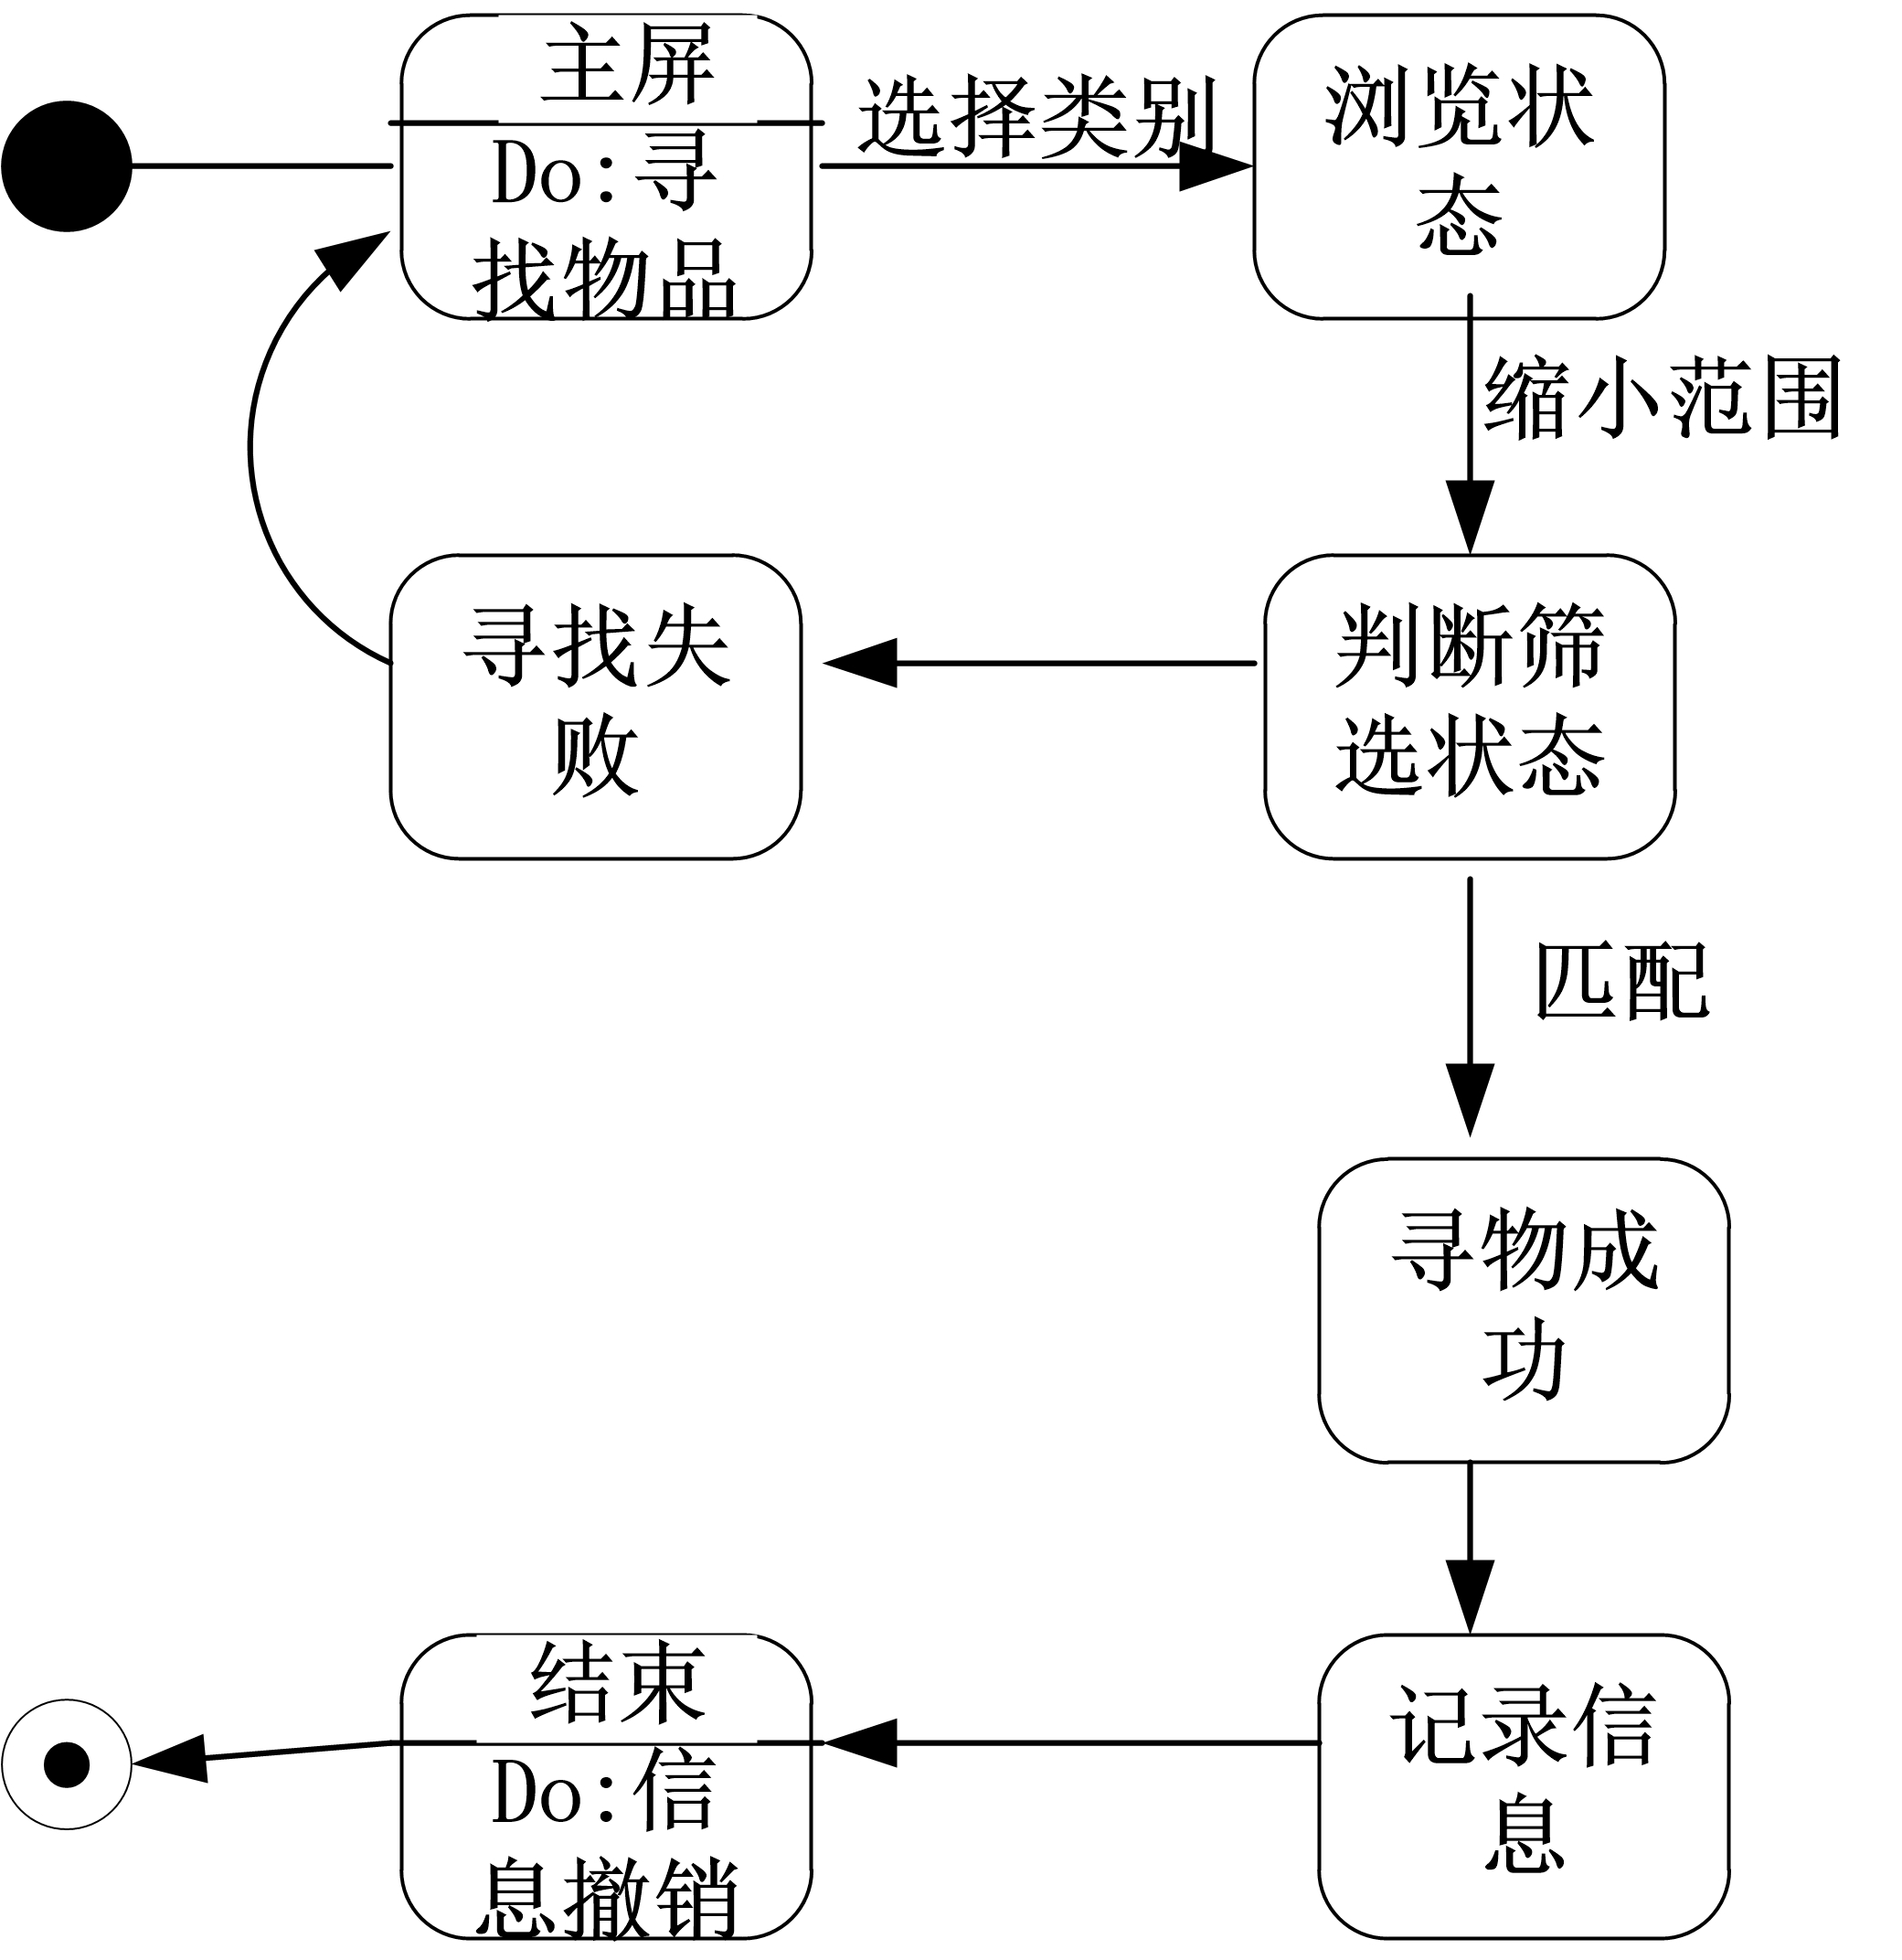 主屏
Do:寻
找物品
选择类别
浏览状
态
缩小范围
寻找失
败
判断筛
选状态
匹配
寻物成
功
结束
Do:信
息撤销
记录信
息